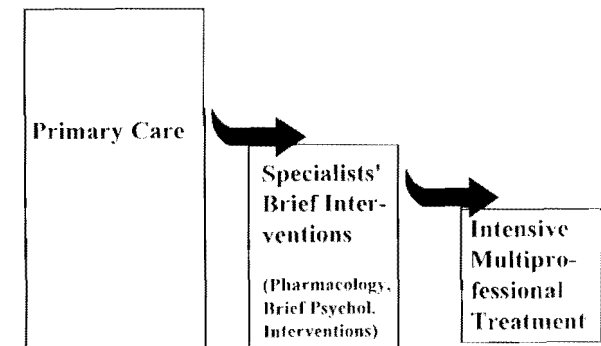 Primary Care
Specialists'
Brief Inter-
ventions
(Pharmacology,
Brief Psychol.
Interventions)
Intensive
Multipro-
fessional
Treatment